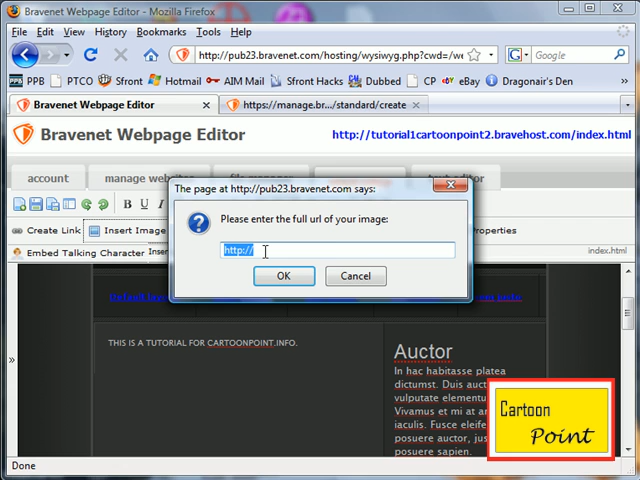 Bravenet Webpage Editor - Mozilla Firefox
File Edit View History Bookmarks Tools Help
http://pub23.bravenet.com/hosting/wysiwyg.php?cwd=/we
Google
PPB PTCO Sfront Hotmail AIM Mail Sfront Hacks Dubbed CP eBay Dragonair's Den
Bravenet Webpage Editor
https://manage.br.../standard/create
Bravenet Webpage Editor
http://tutorial1cartoonpoint2.bravehost.com/index.html
account manage websites editor
B U
Create Link Insert Image Properties
Embed Talking Character
index.html
The page at http://pub23.bravenet.com says:
Please enter the full url of your image:
http://
OK Cancel
THIS IS A TUTORIAL FOR CARTOONPOINT.INFO.
Auctor
In hac habitasse platea
dictumst. Duis auct
vulputate elementu
Vivamus et mi at ar
iaculis. Fusce eleife
posuere auctor, jus
posuere sapien.
Cartoon
Point
Done